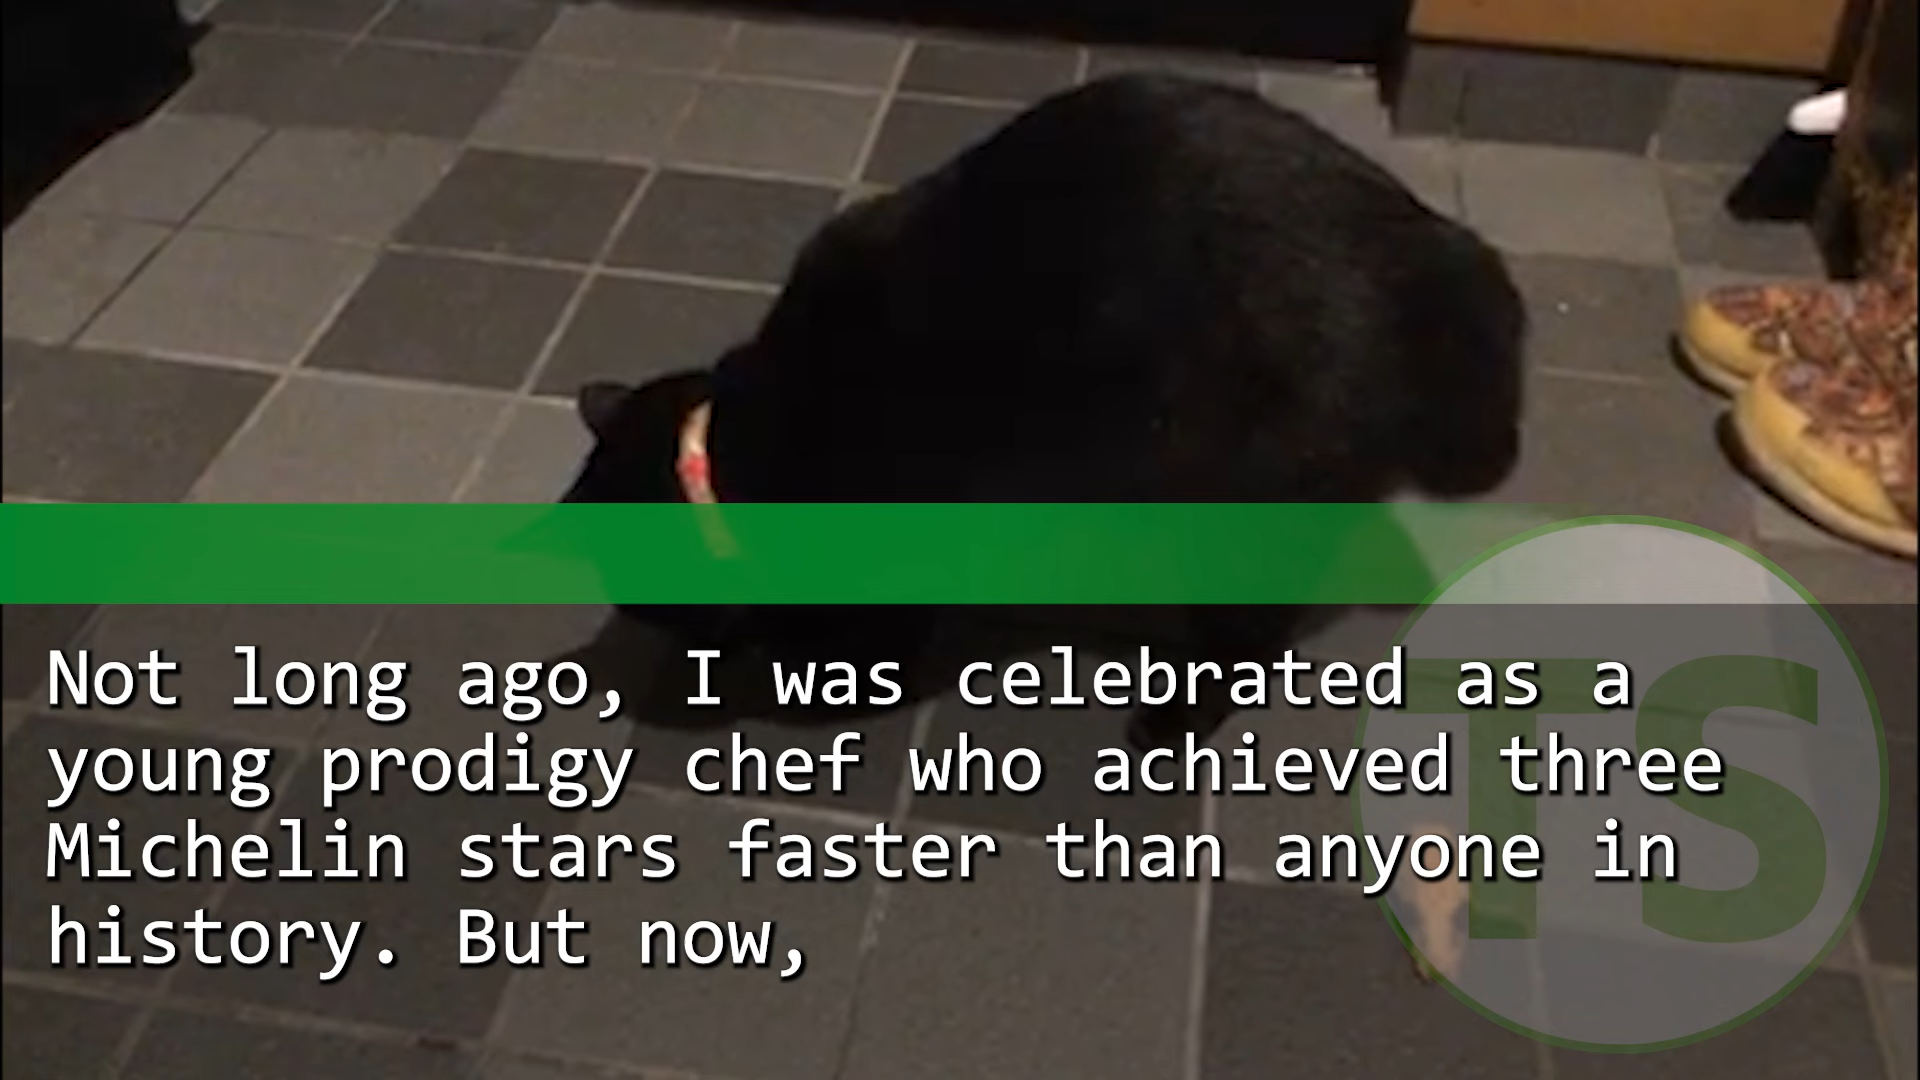 Not long ago, I was celebrated as a
young prodigy chef who achieved three
Michelin stars faster than anyone in
history. But now,
TS